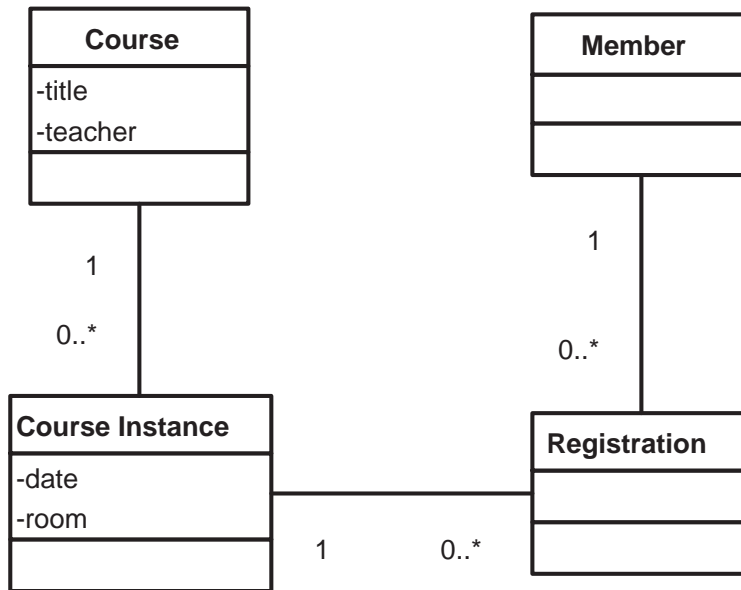 Course
-title
-teacher
Member
1
0..*
1
0..*
Course Instance
-date
-room
Registration
1
0..*